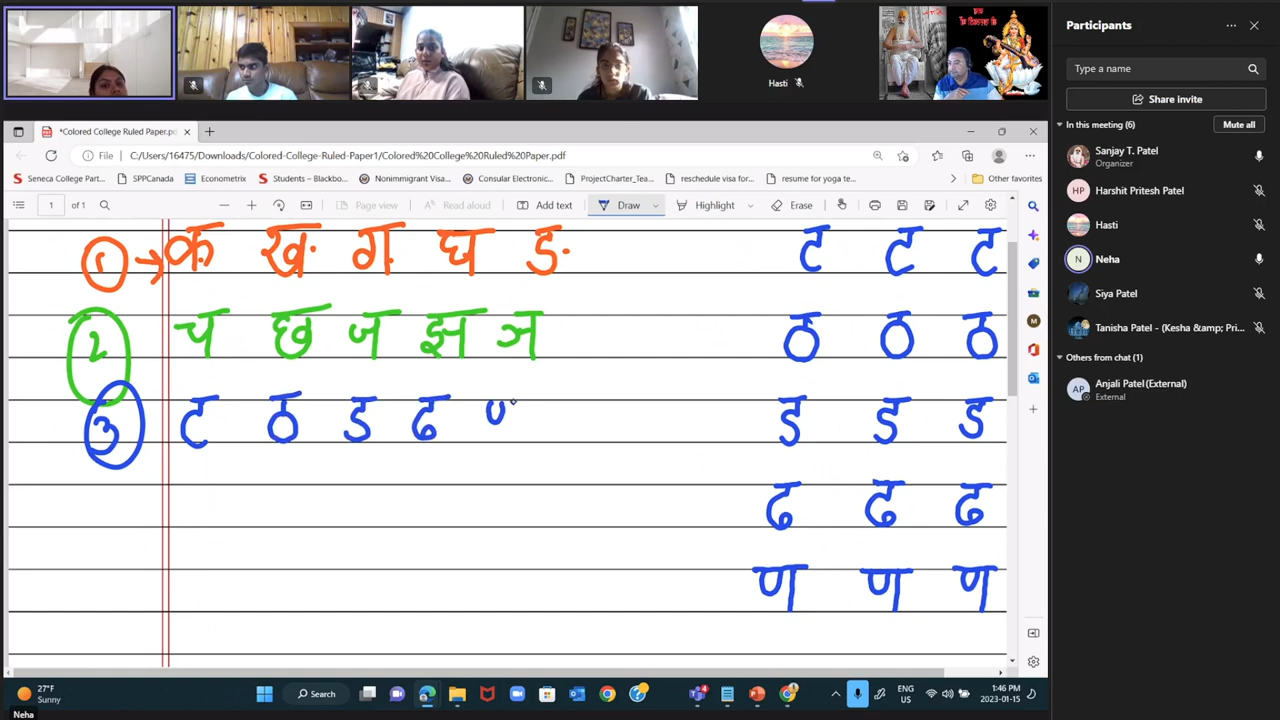 Hasti
Participants
Type a name
Share invite
In this meeting (6)
Mute all
Sanjay T. Patel
Organizer
HP Harshit Pritesh Patel
Hasti
N Neha
Siya Patel
Tanisha Patel - (Kesha &amp; Pri...
Others from chat (1)
AP Anjali Patel (External)
External
*Colored College Ruled Paper.pd
File C:/Users/16475/Downloads/Colored-College-Ruled-Paper1/Colored%20College%20Ruled%20Paper.pdf
Seneca College Part... SPPCanada Econometrix Students – Blackbo... Nonimmigrant Visa... Consular Electronic... ProjectCharter_Tea... reschedule visa for... resume for yoga te... Other favorites
1 of 1 Page view Read aloud Add text Draw Highlight Erase
१ → क ख ग घ ङ ट ट ट
2 च छ ज झ ञ ठ ठ ठ
3 ट ठ ड ढ ड ड ड
ढ ढ ढ
ण ण ण
27°F
Sunny
Search
ENG
US
1:46 PM
2023-01-15
Neha